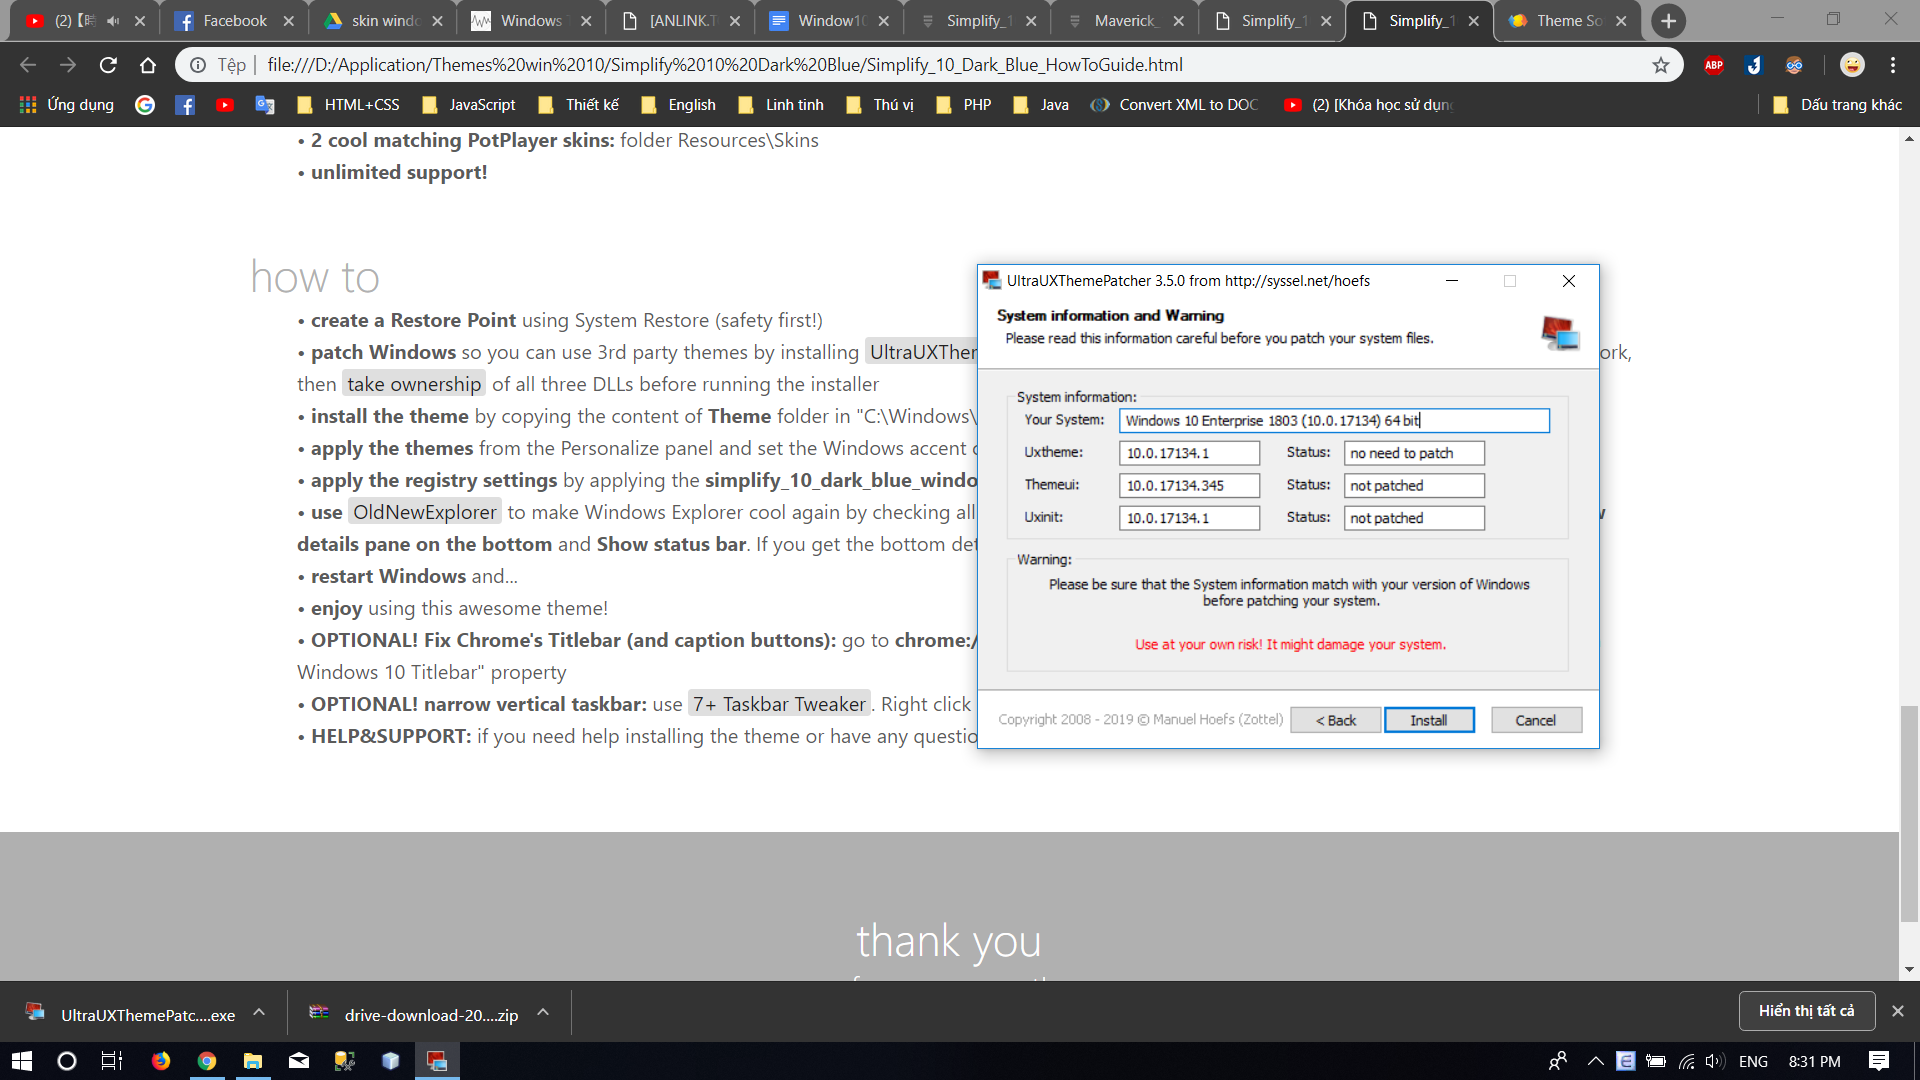 (2)【時
Facebook
skin windo
Windows T
[ANLINK.T
Window10
Simplify_1
Maverick_
Simplify_1
Simplify_1
Theme So
Tệp
file:///D:/Application/Themes%20win%2010/Simplify%2010%20Dark%20Blue/Simplify_10_Dark_Blue_HowToGuide.html
ABP
Ứng dụng
HTML+CSS
JavaScript
Thiết kế
English
Linh tinh
Thú vị
PHP
Java
Convert XML to DOC
(2) [Khóa học sử dụn
Dấu trang khác
• 2 cool matching PotPlayer skins: folder Resources\Skins
• unlimited support!
how to
• create a Restore Point using System Restore (safety first!)
• patch Windows so you can use 3rd party themes by installing UltraUXTher ork,
then take ownership of all three DLLs before running the installer
• install the theme by copying the content of Theme folder in "C:\Windows\
• apply the themes from the Personalize panel and set the Windows accent c
• apply the registry settings by applying the simplify_10_dark_blue_windo
• use OldNewExplorer to make Windows Explorer cool again by checking all
details pane on the bottom and Show status bar. If you get the bottom det
• restart Windows and...
• enjoy using this awesome theme!
• OPTIONAL! Fix Chrome's Titlebar (and caption buttons): go to chrome:/
Windows 10 Titlebar" property
• OPTIONAL! narrow vertical taskbar: use 7+ Taskbar Tweaker. Right click
• HELP&SUPPORT: if you need help installing the theme or have any questio
UltraUXThemePatcher 3.5.0 from http://syssel.net/hoefs
System information and Warning
Please read this information careful before you patch your system files.
System information:
Your System: Windows 10 Enterprise 1803 (10.0.17134) 64 bit
Uxtheme: 10.0.17134.1 Status: no need to patch
Themeui: 10.0.17134.345 Status: not patched
Uxinit: 10.0.17134.1 Status: not patched
Warning:
Please be sure that the System information match with your version of Windows
before patching your system.
Use at your own risk! It might damage your system.
Copyright 2008 - 2019 © Manuel Hoefs (Zottel)
< Back
Install
Cancel
thank you
UltraUXThemePatc....exe
drive-download-20....zip
Hiển thị tất cả
ENG
8:31 PM